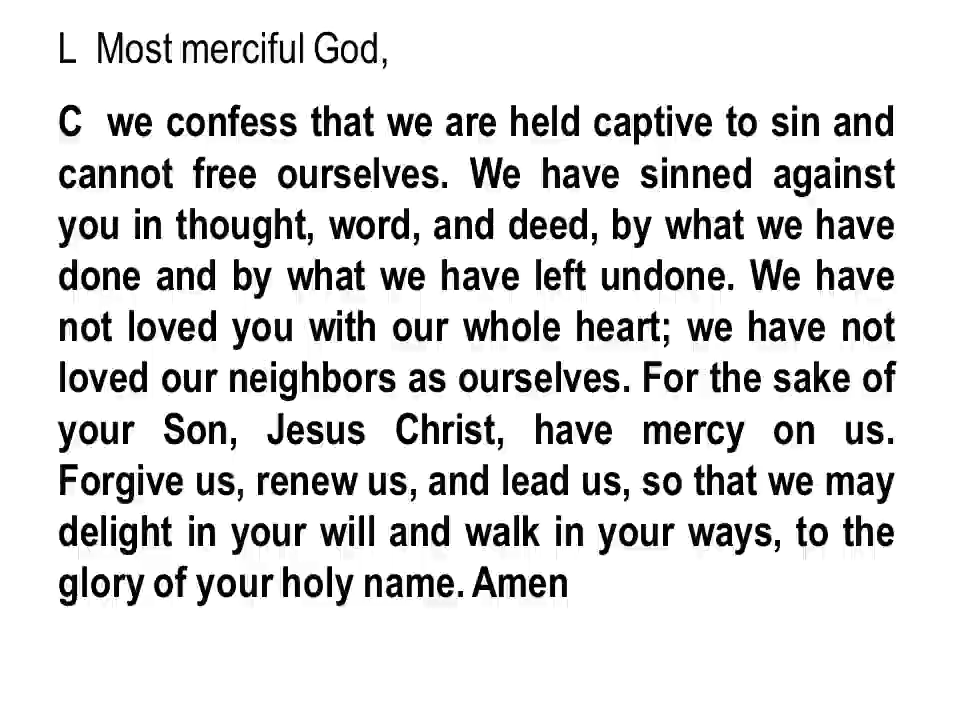 L Most merciful God,
C we confess that we are held captive to sin and
cannot free ourselves. We have sinned against
you in thought, word, and deed, by what we have
done and by what we have left undone. We have
not loved you with our whole heart; we have not
loved our neighbors as ourselves. For the sake of
your Son, Jesus Christ, have mercy on us.
Forgive us, renew us, and lead us, so that we may
delight in your will and walk in your ways, to the
glory of your holy name. Amen